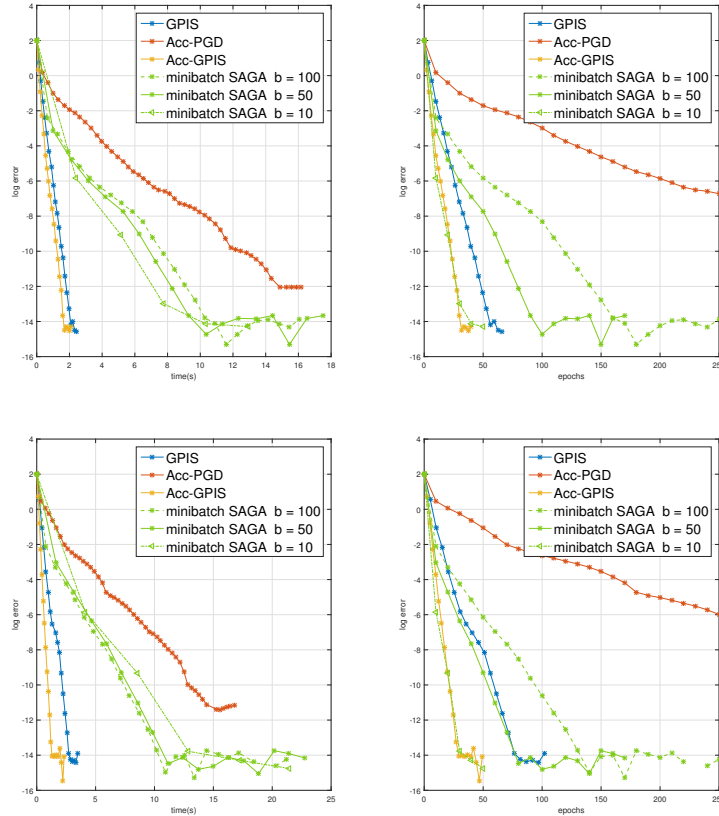 4
2
0
-2
-4
-6
-8
-10
-12
-14
-16
log error
0 2 4 6 8 10 12 14 16 18
time(s)
GPIS
Acc-PGD
Acc-GPIS
minibatch SAGA b = 100
minibatch SAGA b = 50
minibatch SAGA b = 10
4
2
0
-2
-4
-6
-8
-10
-12
-14
-16
log error
0 50 100 150 200 25
epochs
GPIS
Acc-PGD
Acc-GPIS
minibatch SAGA b = 100
minibatch SAGA b = 50
minibatch SAGA b = 10
4
2
0
-2
-4
-6
-8
-10
-12
-14
-16
log error
0 5 10 15 20 25
time(s)
GPIS
Acc-PGD
Acc-GPIS
minibatch SAGA b = 100
minibatch SAGA b = 50
minibatch SAGA b = 10
4
2
0
-2
-4
-6
-8
-10
-12
-14
-16
log error
0 50 100 150 200 25
epochs
GPIS
Acc-PGD
Acc-GPIS
minibatch SAGA b = 100
minibatch SAGA b = 50
minibatch SAGA b = 10